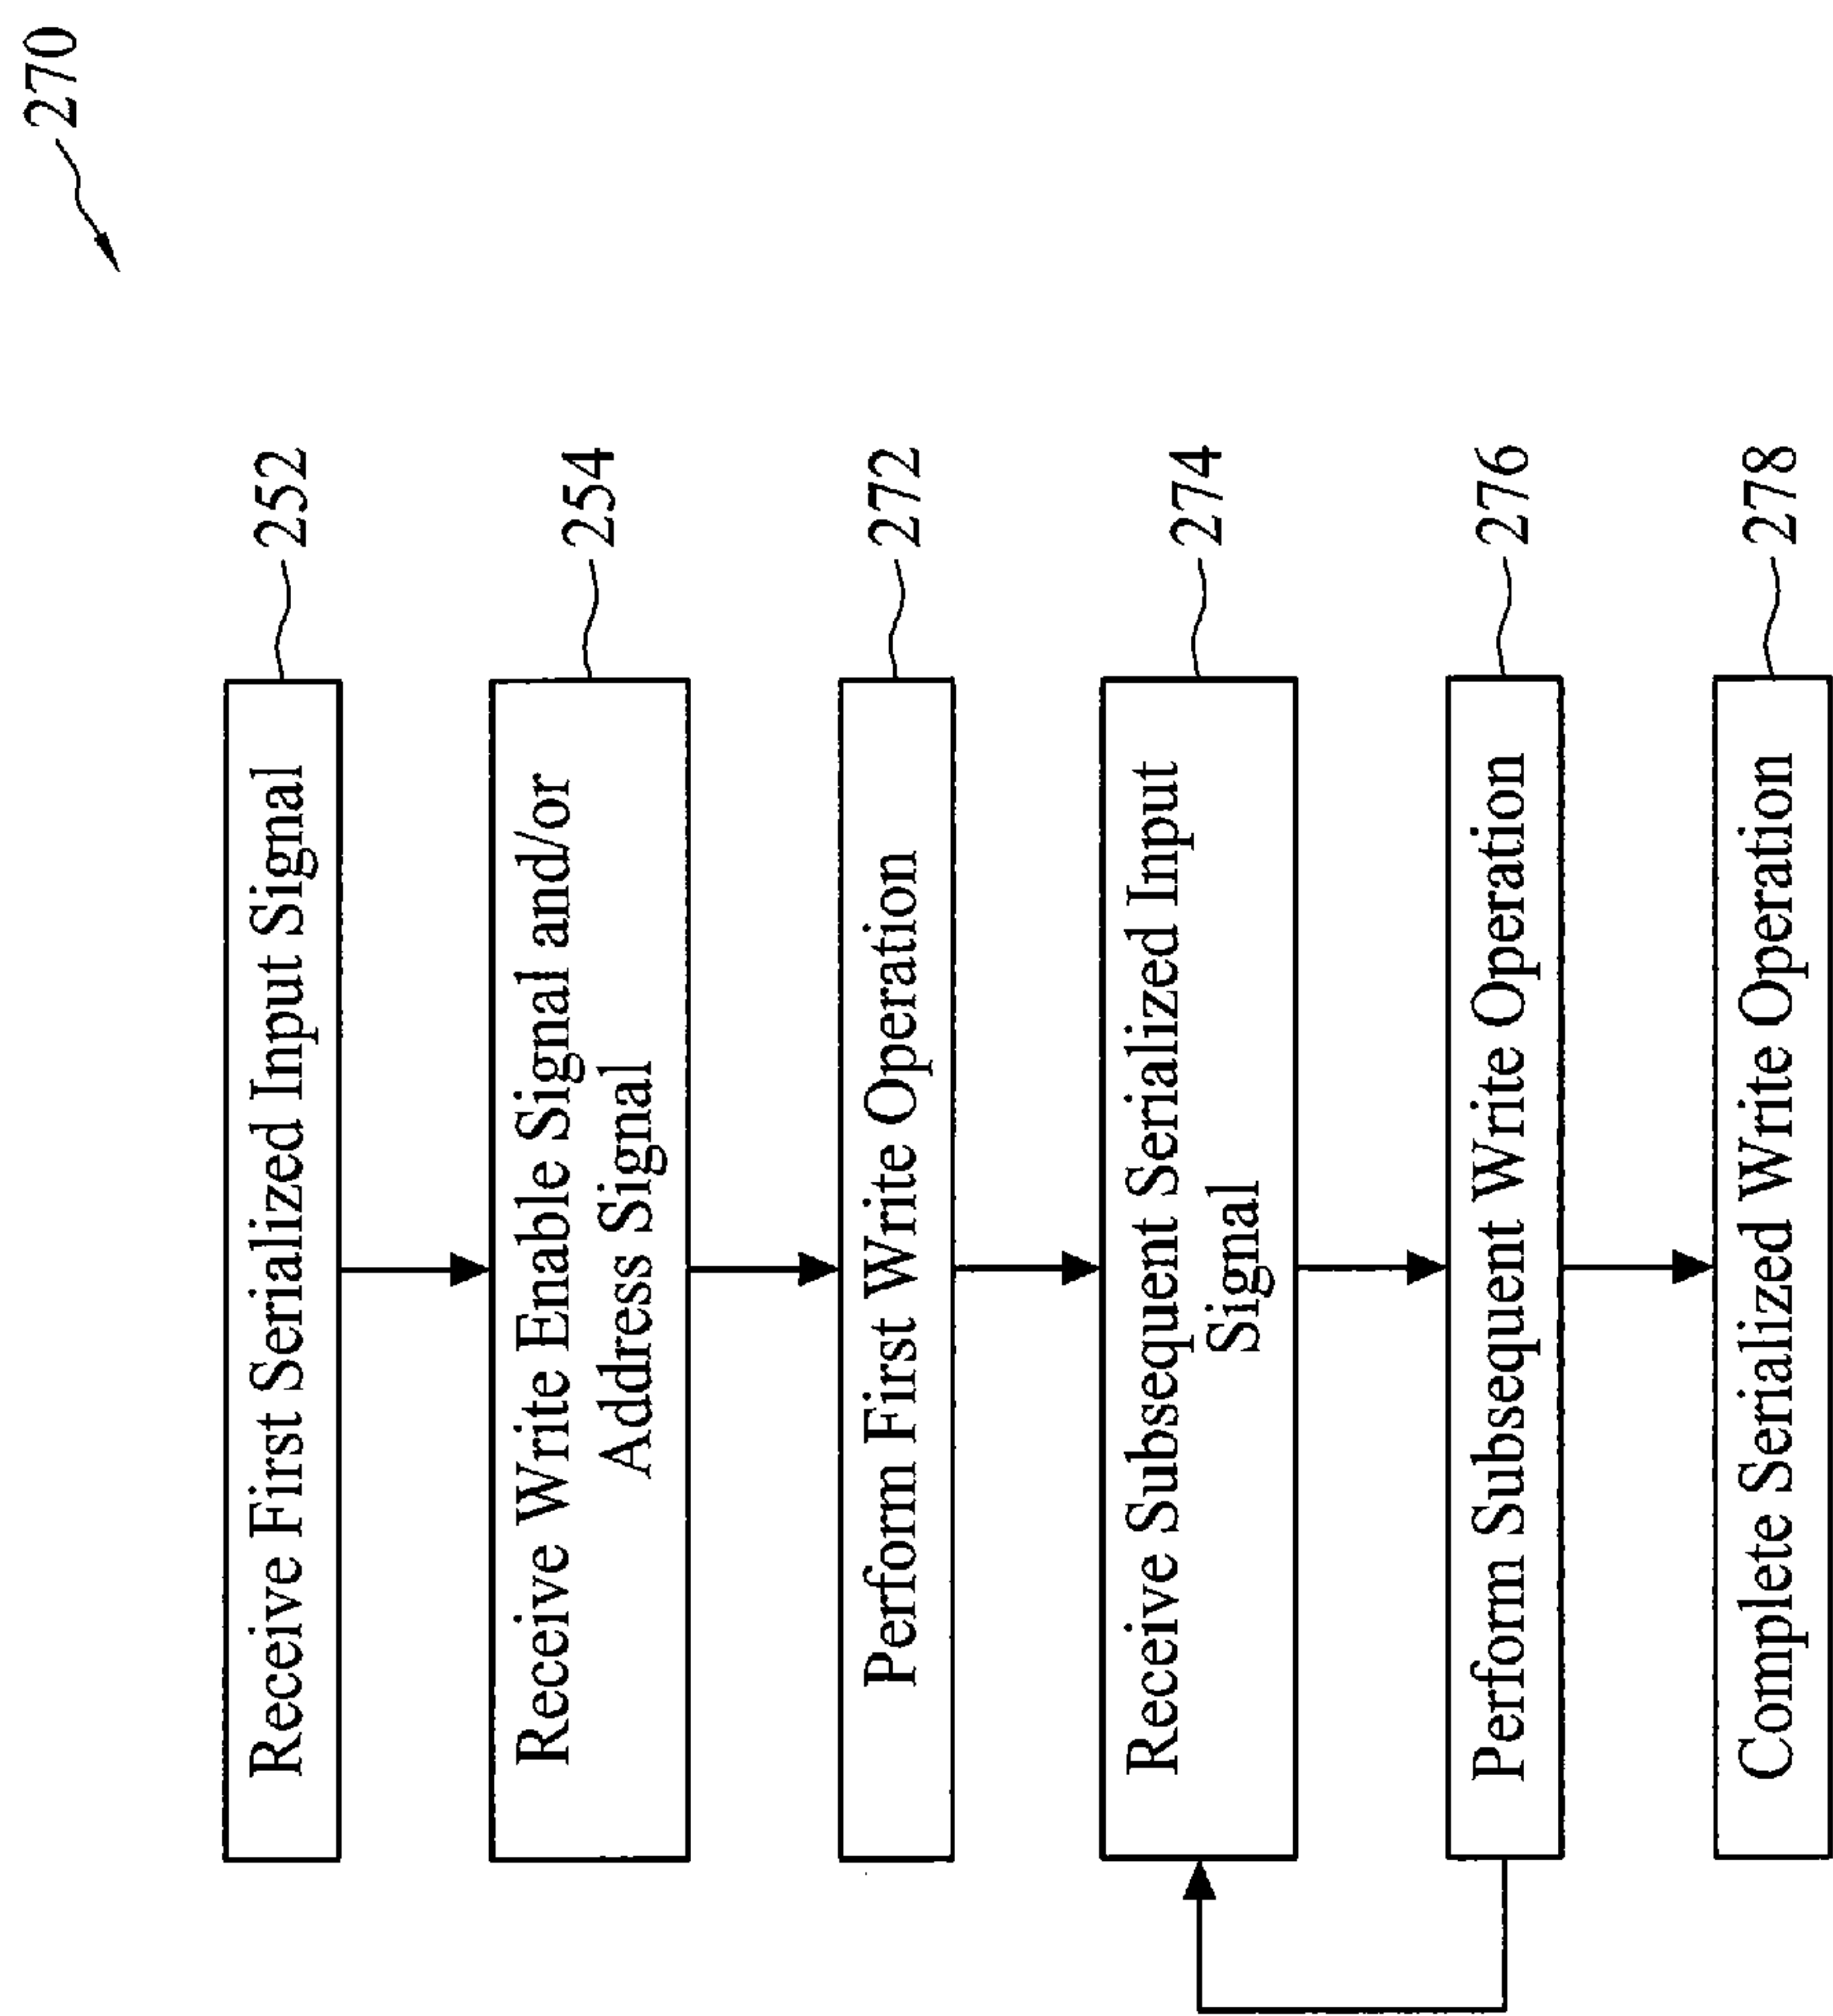 270
Receive First Serialized Input Signal
252
Receive Write Enable Signal and/or
Address Signal
254
Perform First Write Operation
272
Receive Subsequent Serialized Input
Signal
274
Perform Subsequent Write Operation
276
Complete Serialized Write Operation
278